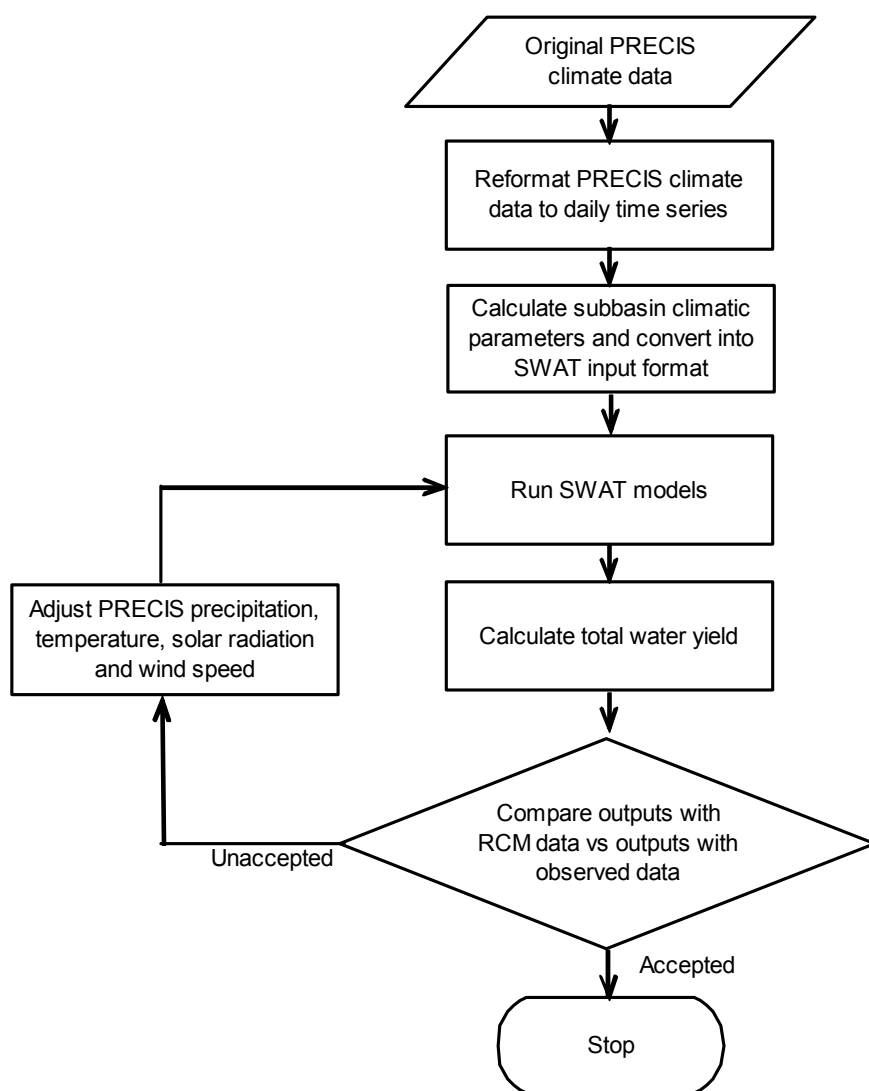 Original PRECIS
climate data
Reformat PRECIS climate
data to daily time series
Calculate subbasin climatic
parameters and convert into
SWAT input format
Run SWAT models
Adjust PRECIS precipitation,
temperature, solar radiation
and wind speed
Calculate total water yield
Compare outputs with
RCM data vs outputs with
observed data
Unaccepted
Accepted
Stop